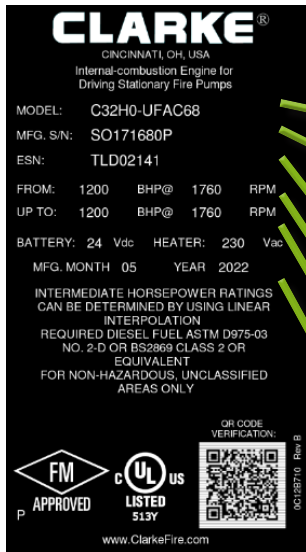 CLARKE®
CINCINNATI, OH, USA
Internal-combustion Engine for
Driving Stationary Fire Pumps
MODEL: C32H0-UFAC68
MFG. S/N: SO171680P
ESN: TLD02141
FROM: 1200 BHP@ 1760 RPM
UP TO: 1200 BHP@ 1760 RPM
BATTERY: 24 Vdc HEATER: 230 Vac
MFG. MONTH 05 YEAR 2022
INTERMEDIATE HORSEPOWER RATINGS
CAN BE DETERMINED BY USING LINEAR
INTERPOLATION
REQUIRED DIESEL FUEL ASTM D975-03
NO. 2-D OR BS2869 CLASS 2 OR
EQUIVALENT
FOR NON-HAZARDOUS, UNCLASSIFIED
AREAS ONLY
QR CODE
VERIFICATION:
0C12B710 Rev B
FM
APPROVED
P
C UL US
LISTED
513Y
www.ClarkeFire.com